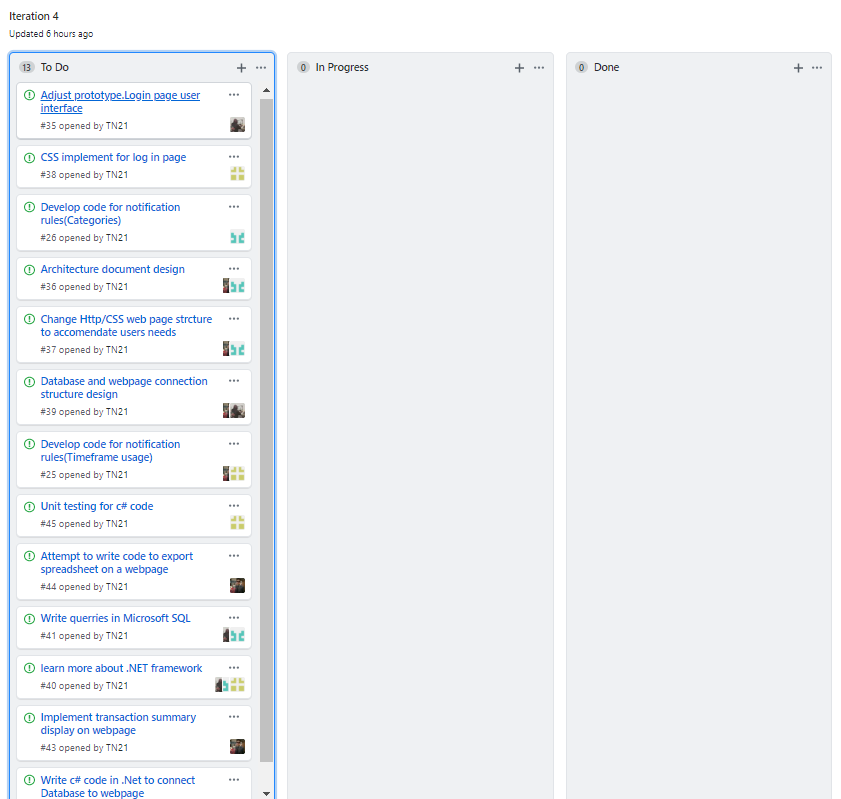 Iteration 4
Updated 6 hours ago
13 To Do
Adjust prototype.Login page user
interface
#35 opened by TN21
CSS implement for log in page
#38 opened by TN21
Develop code for notification
rules(Categories)
#26 opened by TN21
Architecture document design
#36 opened by TN21
Change Http/CSS web page strcture
to accomendate users needs
#37 opened by TN21
Database and webpage connection
structure design
#39 opened by TN21
Develop code for notification
rules(Timeframe usage)
#25 opened by TN21
Unit testing for c# code
#45 opened by TN21
Attempt to write code to export
spreadsheet on a webpage
#44 opened by TN21
Write querries in Microsoft SQL
#41 opened by TN21
learn more about .NET framework
#40 opened by TN21
Implement transaction summary
display on webpage
#43 opened by TN21
Write c# code in .Net to connect
Database to webpage
0 In Progress
0 Done